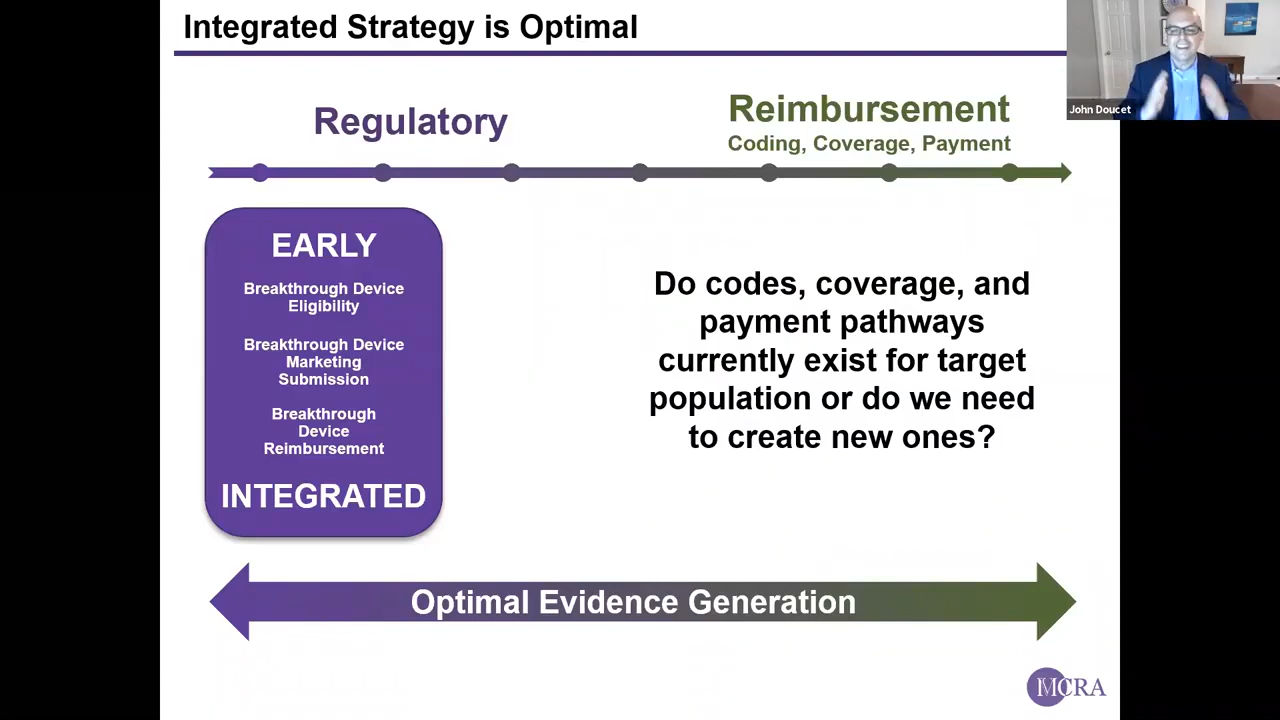 Integrated Strategy is Optimal
John Doucet
Regulatory
Reimbursement
Coding, Coverage, Payment
EARLY
Breakthrough Device
Eligibility
Breakthrough Device
Marketing
Submission
Breakthrough
Device
Reimbursement
INTEGRATED
Do codes, coverage, and
payment pathways
currently exist for target
population or do we need
to create new ones?
Optimal Evidence Generation
MCRA